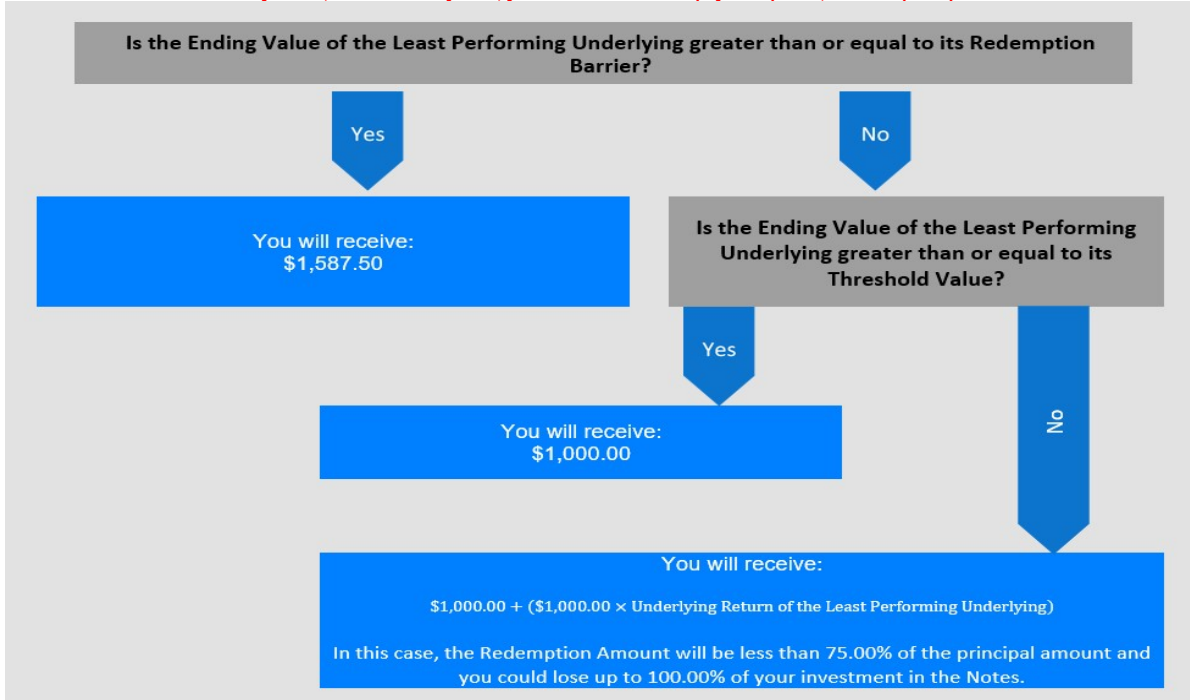 Is the Ending Value of the Least Performing Underlying greater than or equal to its Redemption
Barrier?
Yes
No
You will receive:
$1,587.50
Is the Ending Value of the Least Performing
Underlying greater than or equal to its
Threshold Value?
Yes
No
You will receive:
$1,000.00
You will receive:
$1,000.00 + ($1,000.00 × Underlying Return of the Least Performing Underlying)
In this case, the Redemption Amount will be less than 75.00% of the principal amount and
you could lose up to 100.00% of your investment in the Notes.